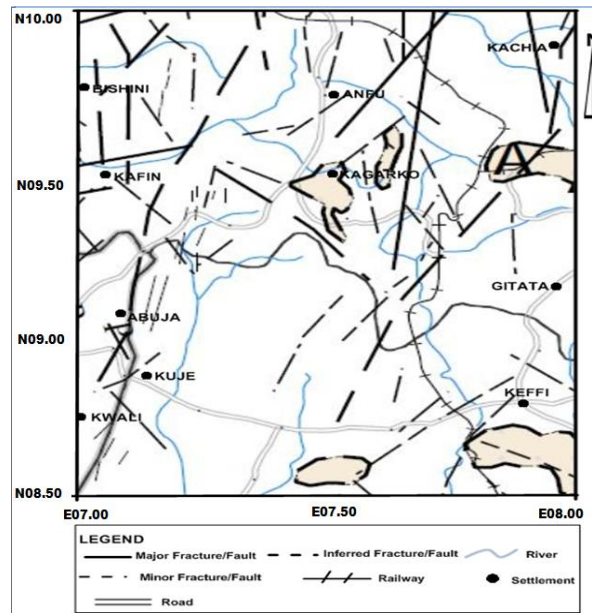 N10.00
KACHIA
BISHINI
ANFU
KAFIN
KAGARKO
A
N09.50
GITATA
N09.00
ABUJA
KUJE
KEFFI
KWALI
N08.50
E07.00 E07.50 E08.00
LEGEND
Major Fracture/Fault Inferred Fracture/Fault River
Minor Fracture/Fault Railway Settlement
Road